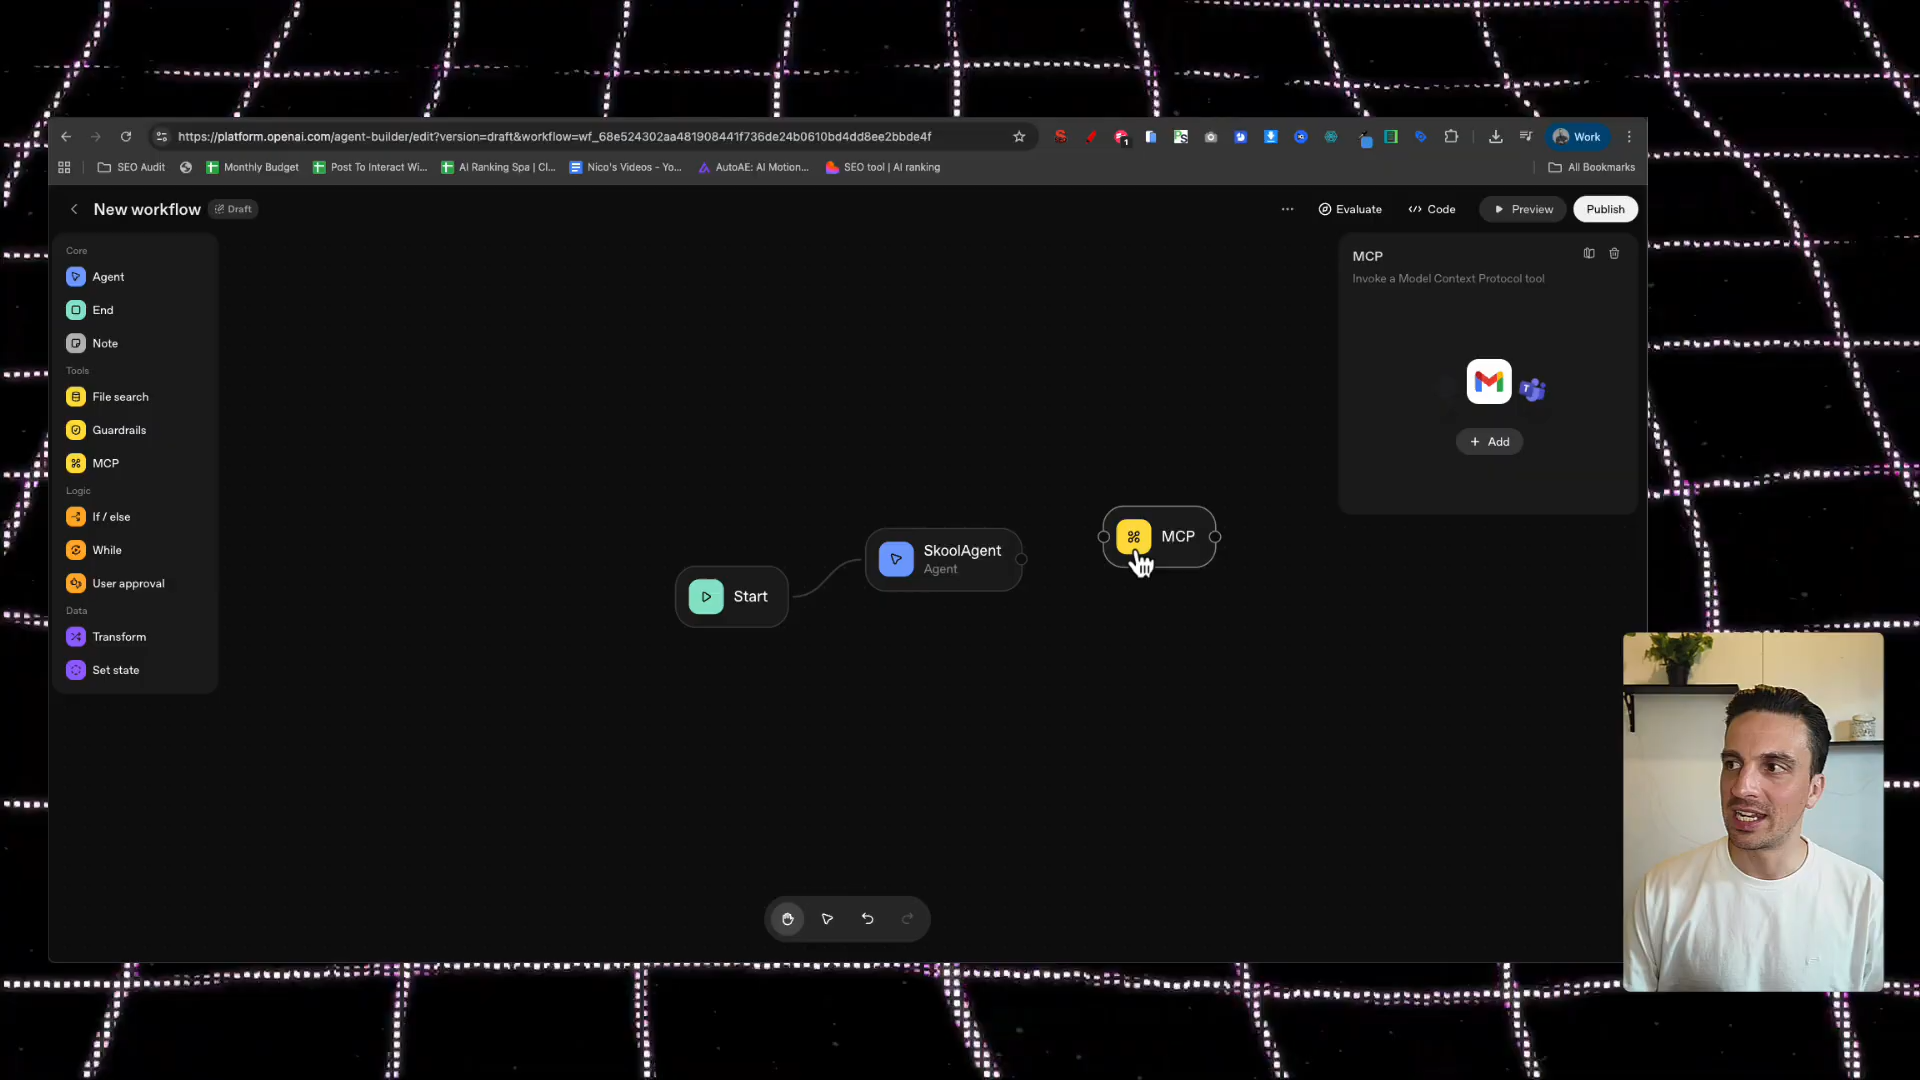 https://platform.openai.com/agent-builder/edit?version=draft&workflow=wf_68e524302aa481908441f736de24b0610bd4dd8ee2bbde4f
1
Work
SEO Audit
Monthly Budget
Post To Interact Wi...
AI Ranking Spa | Cl...
Nico's Videos - Yo...
AutoAE: AI Motion...
SEO tool | AI ranking
All Bookmarks
New workflow
Draft
Evaluate
Code
Preview
Publish
Core
Agent
End
Note
Tools
File search
Guardrails
MCP
Logic
If / else
While
User approval
Data
Transform
Set state
Start
SkoolAgent
Agent
MCP
MCP
Invoke a Model Context Protocol tool
+ Add